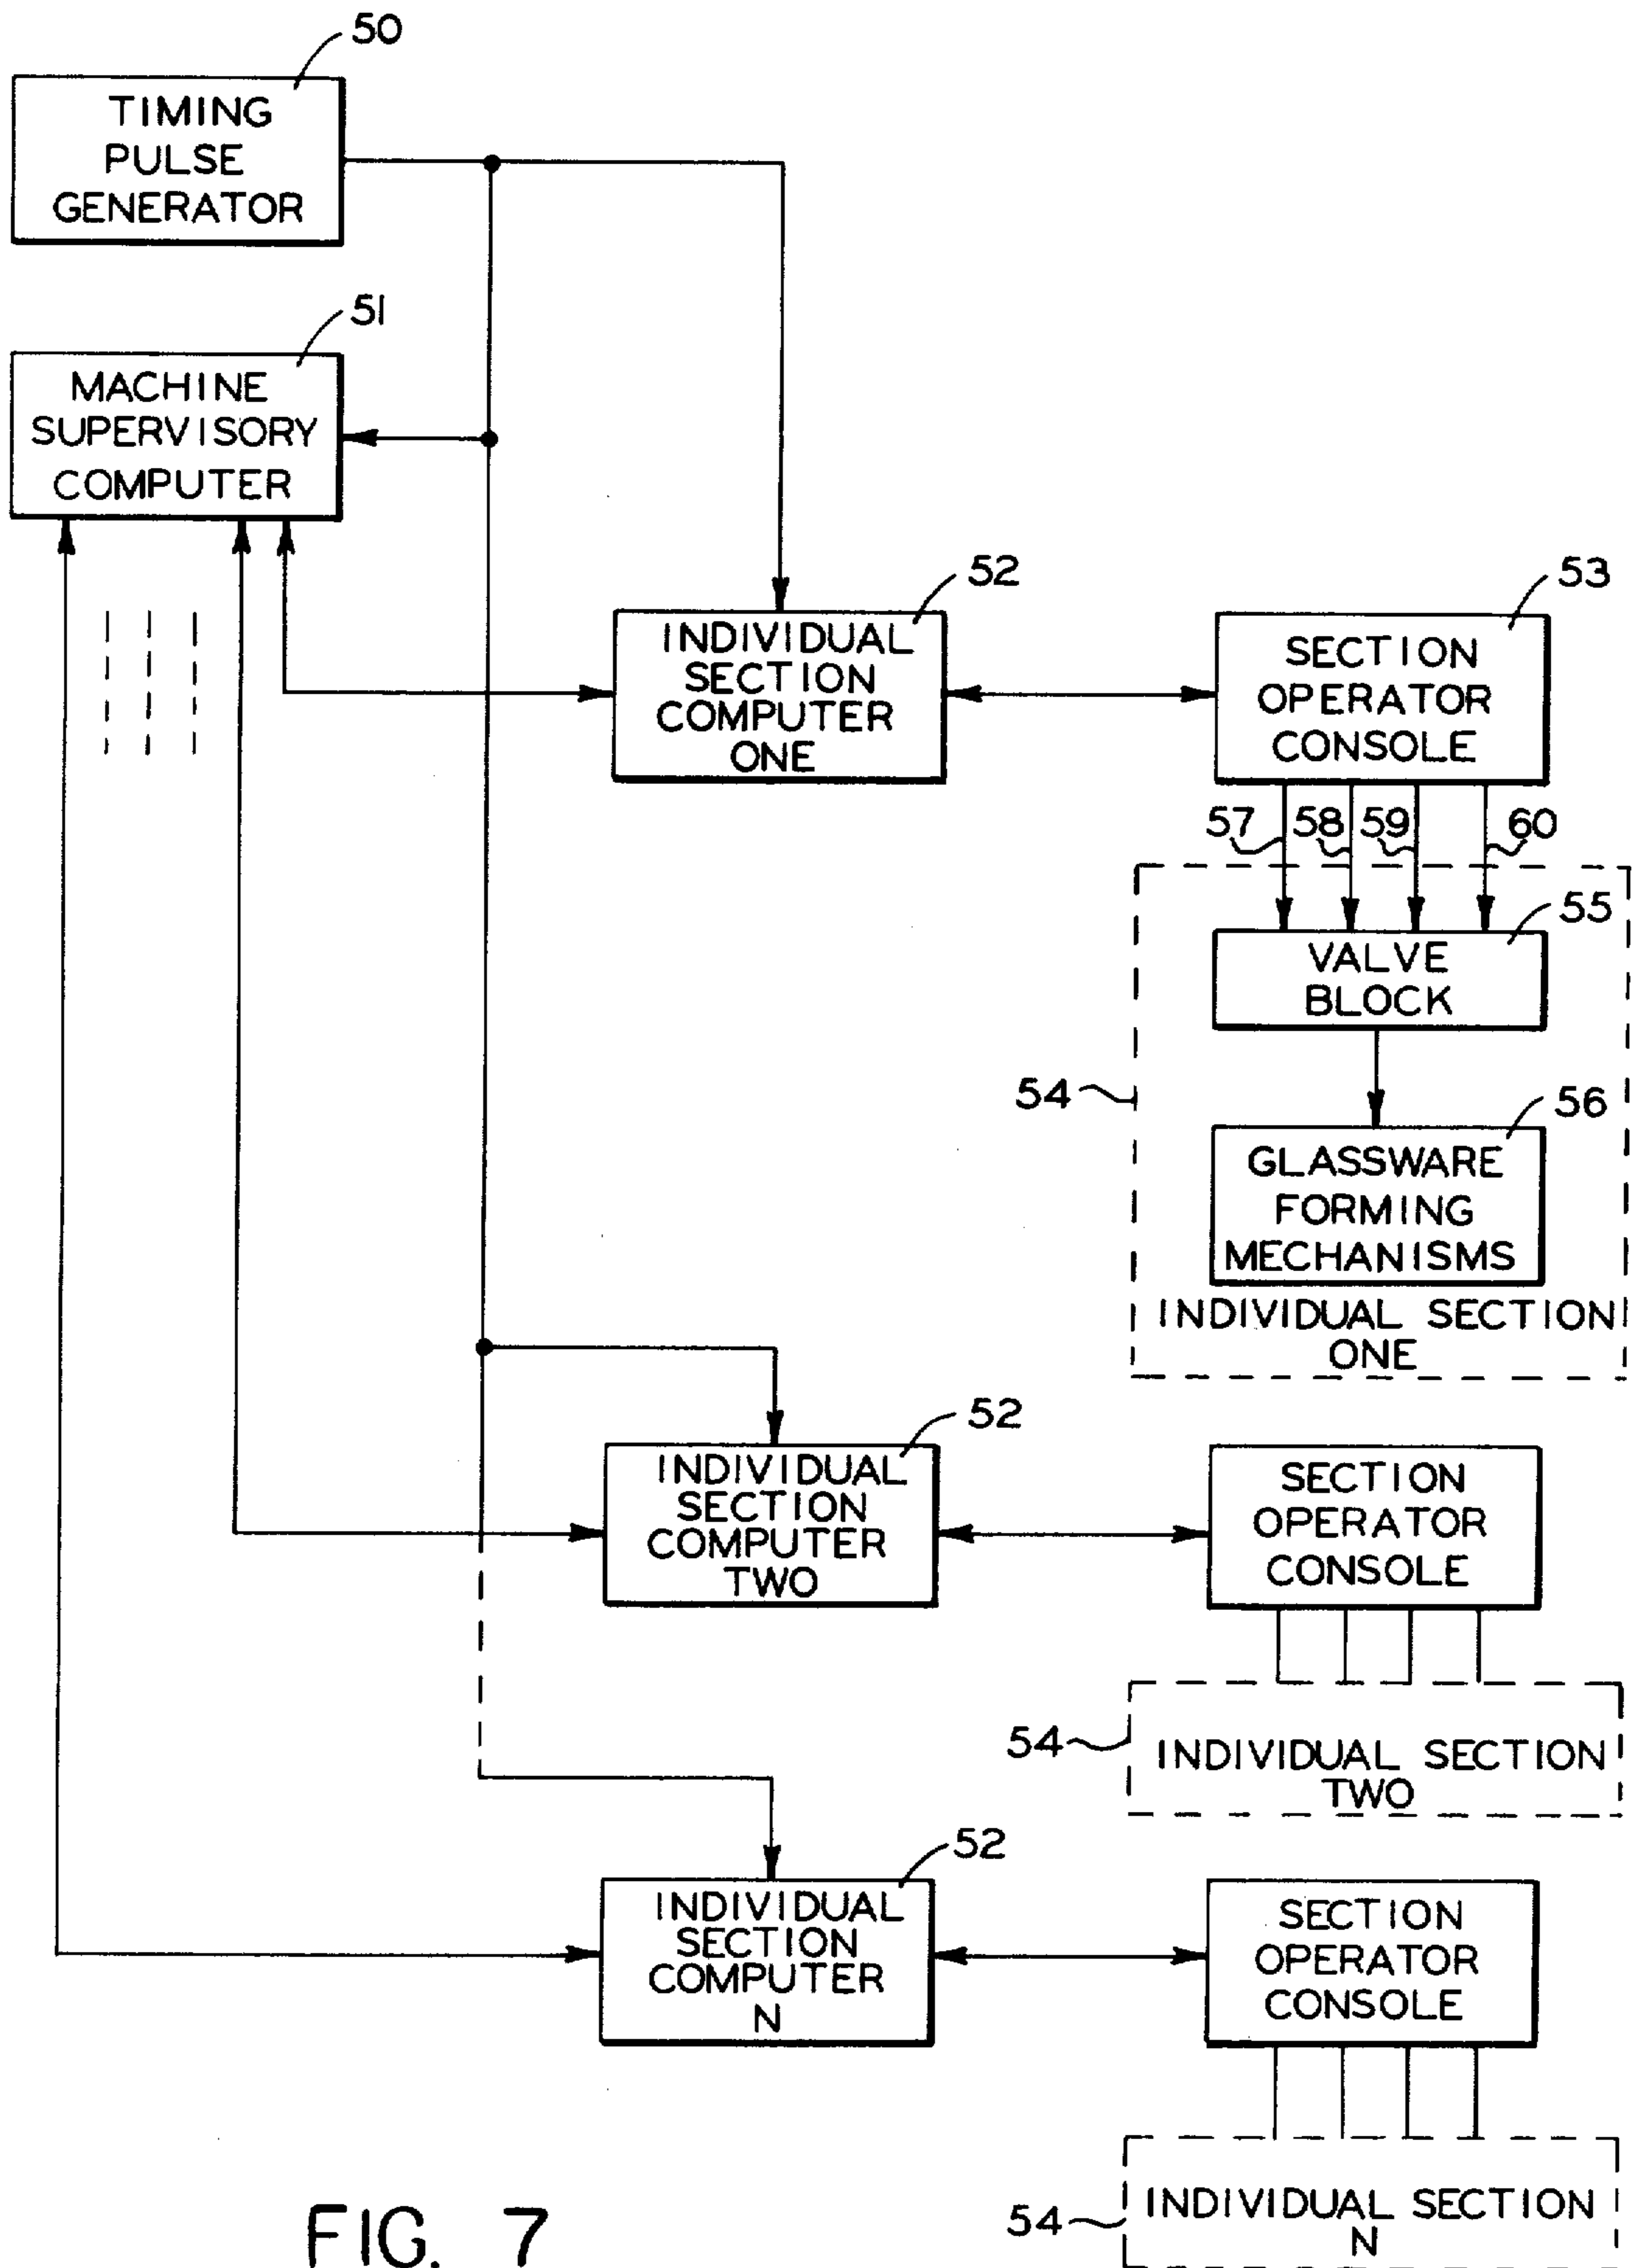 50
TIMING
PULSE
GENERATOR
51
MACHINE
SUPERVISORY
COMPUTER
52
INDIVIDUAL
SECTION
COMPUTER
ONE
53
SECTION
OPERATOR
CONSOLE
57 58 59 60
55
VALVE
BLOCK
54
56
GLASSWARE
FORMING
MECHANISMS
INDIVIDUAL SECTION
ONE
52
INDIVIDUAL
SECTION
COMPUTER
TWO
SECTION
OPERATOR
CONSOLE
54
INDIVIDUAL SECTION
TWO
52
INDIVIDUAL
SECTION
COMPUTER
N
SECTION
OPERATOR
CONSOLE
54
INDIVIDUAL SECTION
N
FIG. 7